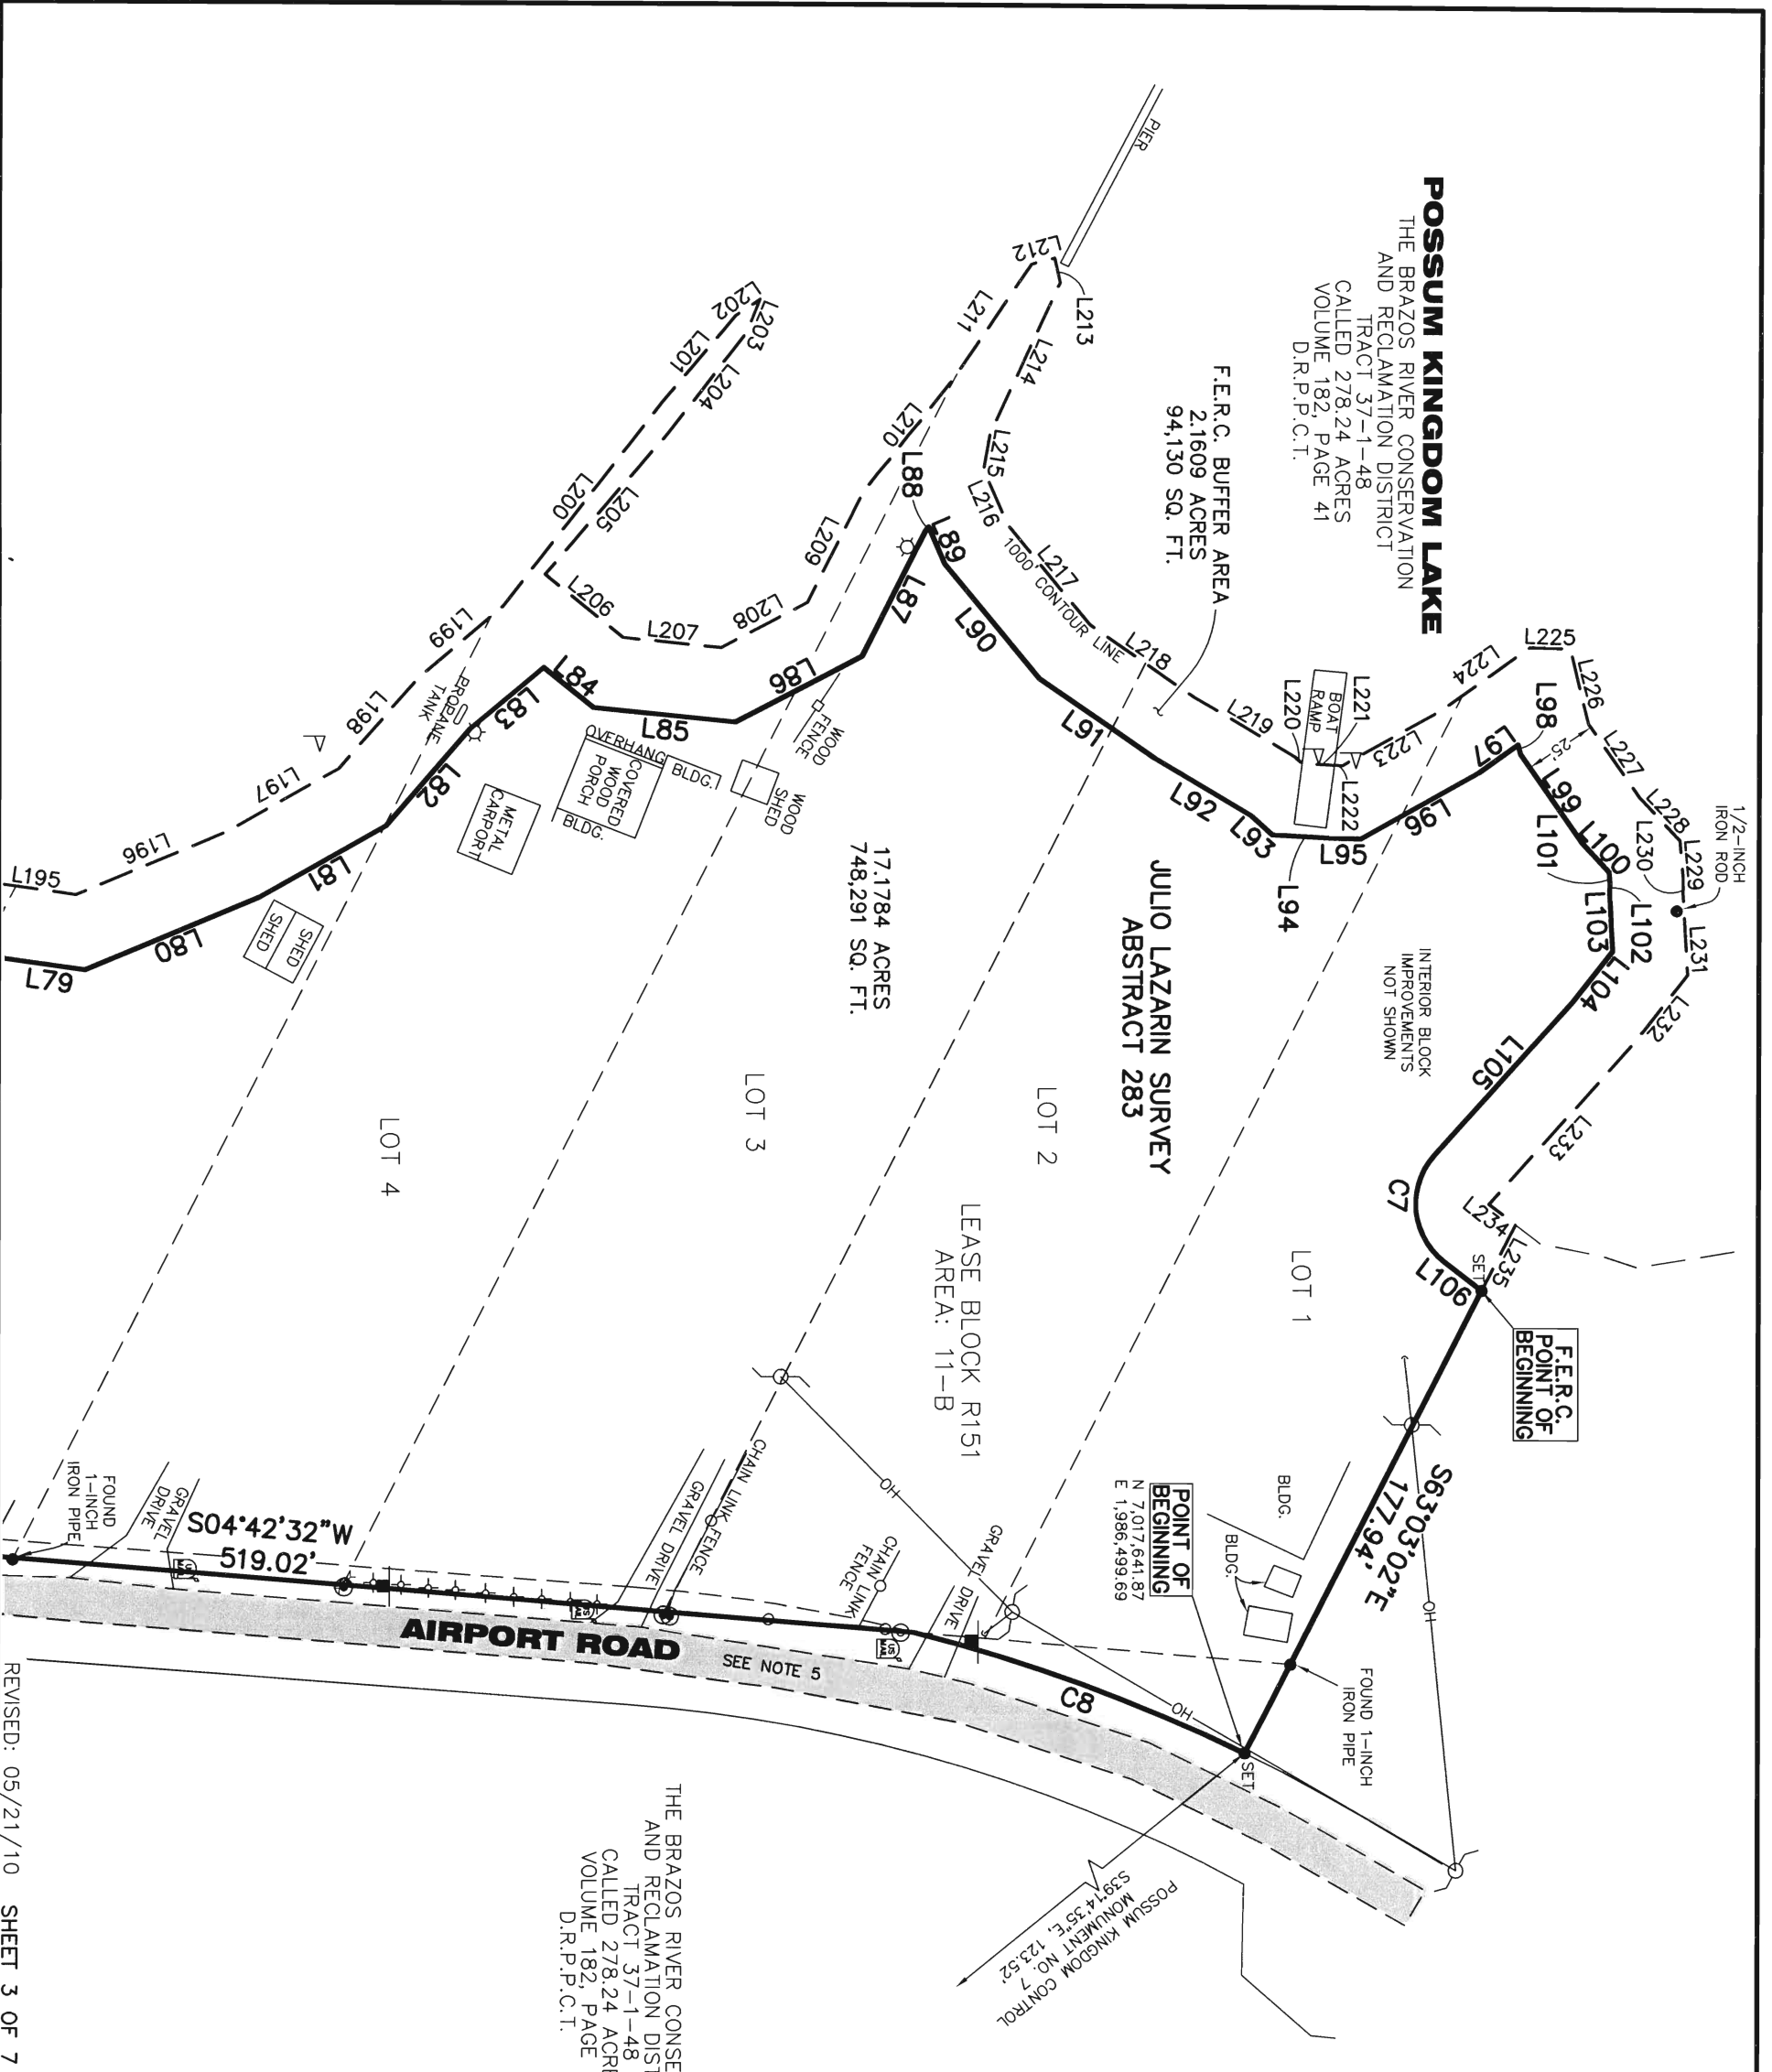 POSSUM KINGDOM LAKE
THE BRAZOS RIVER CONSERVATION
AND RECLAMATION DISTRICT
TRACT 37-1-48
CALLED 278.24 ACRES
VOLUME 182, PAGE 41
D.R.P.P.C.T.
PIER
F.E.R.C. BUFFER AREA
2.1609 ACRES
94,130 SQ. FT.
1000' CONTOUR LINE
BOAT
RAMP
1/2-INCH
IRON ROD
25'
INTERIOR BLOCK
IMPROVEMENTS
NOT SHOWN
JULIO LAZARIN SURVEY
ABSTRACT 283
17.1784 ACRES
748,291 SQ. FT.
LOT 1
LOT 2
LOT 3
LOT 4
LEASE BLOCK R151
AREA: 11-B
F.E.R.C.
POINT OF
BEGINNING
SET
S63°03'02"E
177.94'
POINT OF
BEGINNING
N 7,017,641.87
E 1,986,499.69
BLDG.
BLDG.
FOUND 1-INCH
IRON PIPE
SET
POSSUM KINGDOM CONTROL
MONUMENT NO. 7
S39°14'35"E, 123.52'
OH
OH
OH
WOOD
FENCE
WOOD
SHED
BLDG.
OVERHANG
COVERED
WOOD
PORCH
BLDG.
METAL
CARPORT
PROPANE
TANK
SHED
SHED
GRAVEL DRIVE
CHAIN LINK
FENCE
CHAIN LINK FENCE
GRAVEL DRIVE
GRAVEL
DRIVE
FOUND
1-INCH
IRON PIPE
S04°42'32"W
519.02'
AIRPORT ROAD
SEE NOTE 5
US
MAIL
US
MAIL
US
MAIL
THE BRAZOS RIVER CONSE
AND RECLAMATION DIST
TRACT 37-1-48
CALLED 278.24 ACRE
VOLUME 182, PAGE
D.R.P.P.C.T.
L79
L80
L81
L82
L83
L84
L85
L86
L87
L88
L89
L90
L91
L92
L93
L94
L95
L96
L97
L98
L99
L100
L101
L102
L103
L104
L105
C7
L106
C8
L195
L196
L197
L198
L199
L200
L201
L202
L203
L204
L205
L206
L207
L208
L209
L210
L211
L212
L213
L214
L215
L216
L217
L218
L219
L220
L221
L222
L223
L224
L225
L226
L227
L228
L229
L230
L231
L232
L233
L234
L235
REVISED: 05/21/10 SHEET 3 OF 7